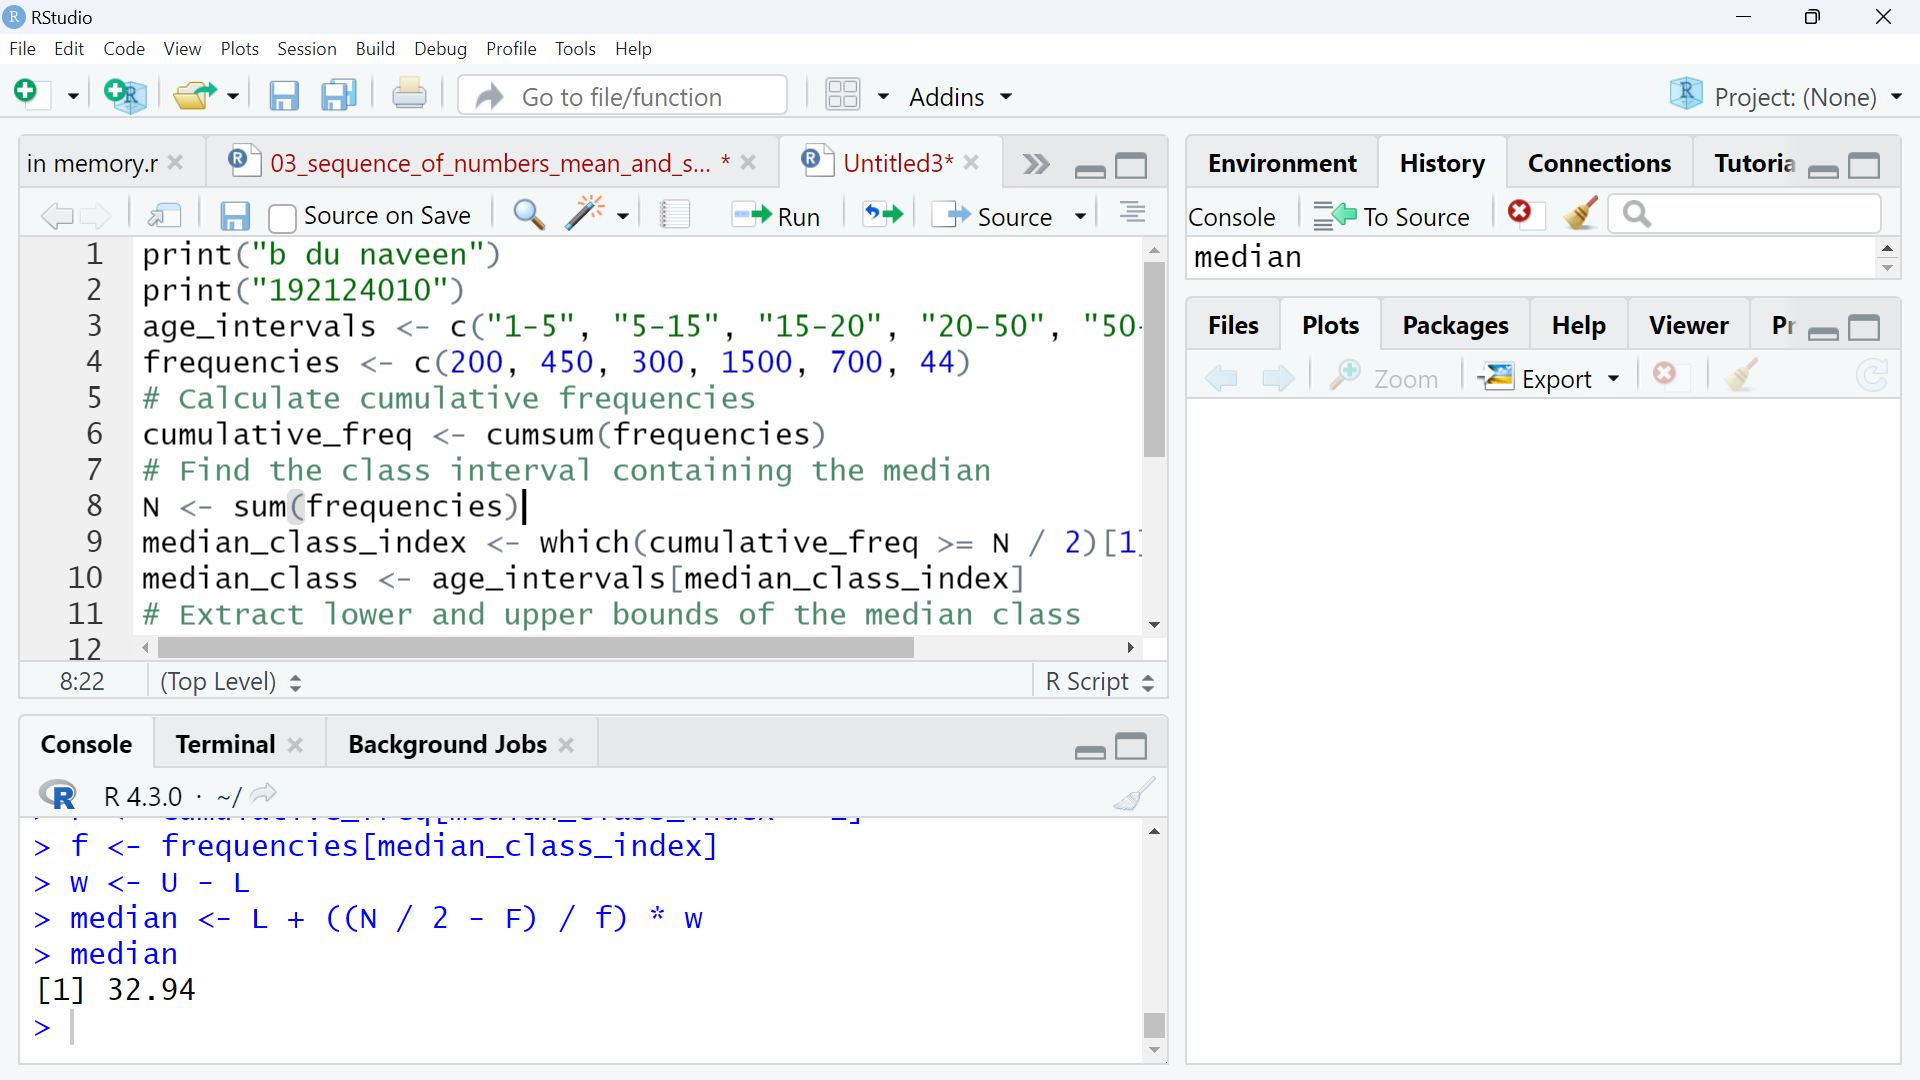 RStudio
File Edit Code View Plots Session Build Debug Profile Tools Help
Go to file/function Addins Project: (None)
in memory.r 03_sequence_of_numbers_mean_and_s... * Untitled3*
Source on Save Run Source
1 print("b du naveen")
2 print("192124010")
3 age_intervals <- c("1-5", "5-15", "15-20", "20-50", "50-
4 frequencies <- c(200, 450, 300, 1500, 700, 44)
5 # Calculate cumulative frequencies
6 cumulative_freq <- cumsum(frequencies)
7 # Find the class interval containing the median
8 N <- sum(frequencies)
9 median_class_index <- which(cumulative_freq >= N / 2)[1]
10 median_class <- age_intervals[median_class_index]
11 # Extract lower and upper bounds of the median class
12
8:22 (Top Level) R Script
Console Terminal Background Jobs
R 4.3.0 · ~/
> f <- frequencies[median_class_index]
> w <- U - L
> median <- L + ((N / 2 - F) / f) * w
> median
[1] 32.94
>
Environment History Connections Tutoria
Console To Source
median
Files Plots Packages Help Viewer Pr
Zoom Export